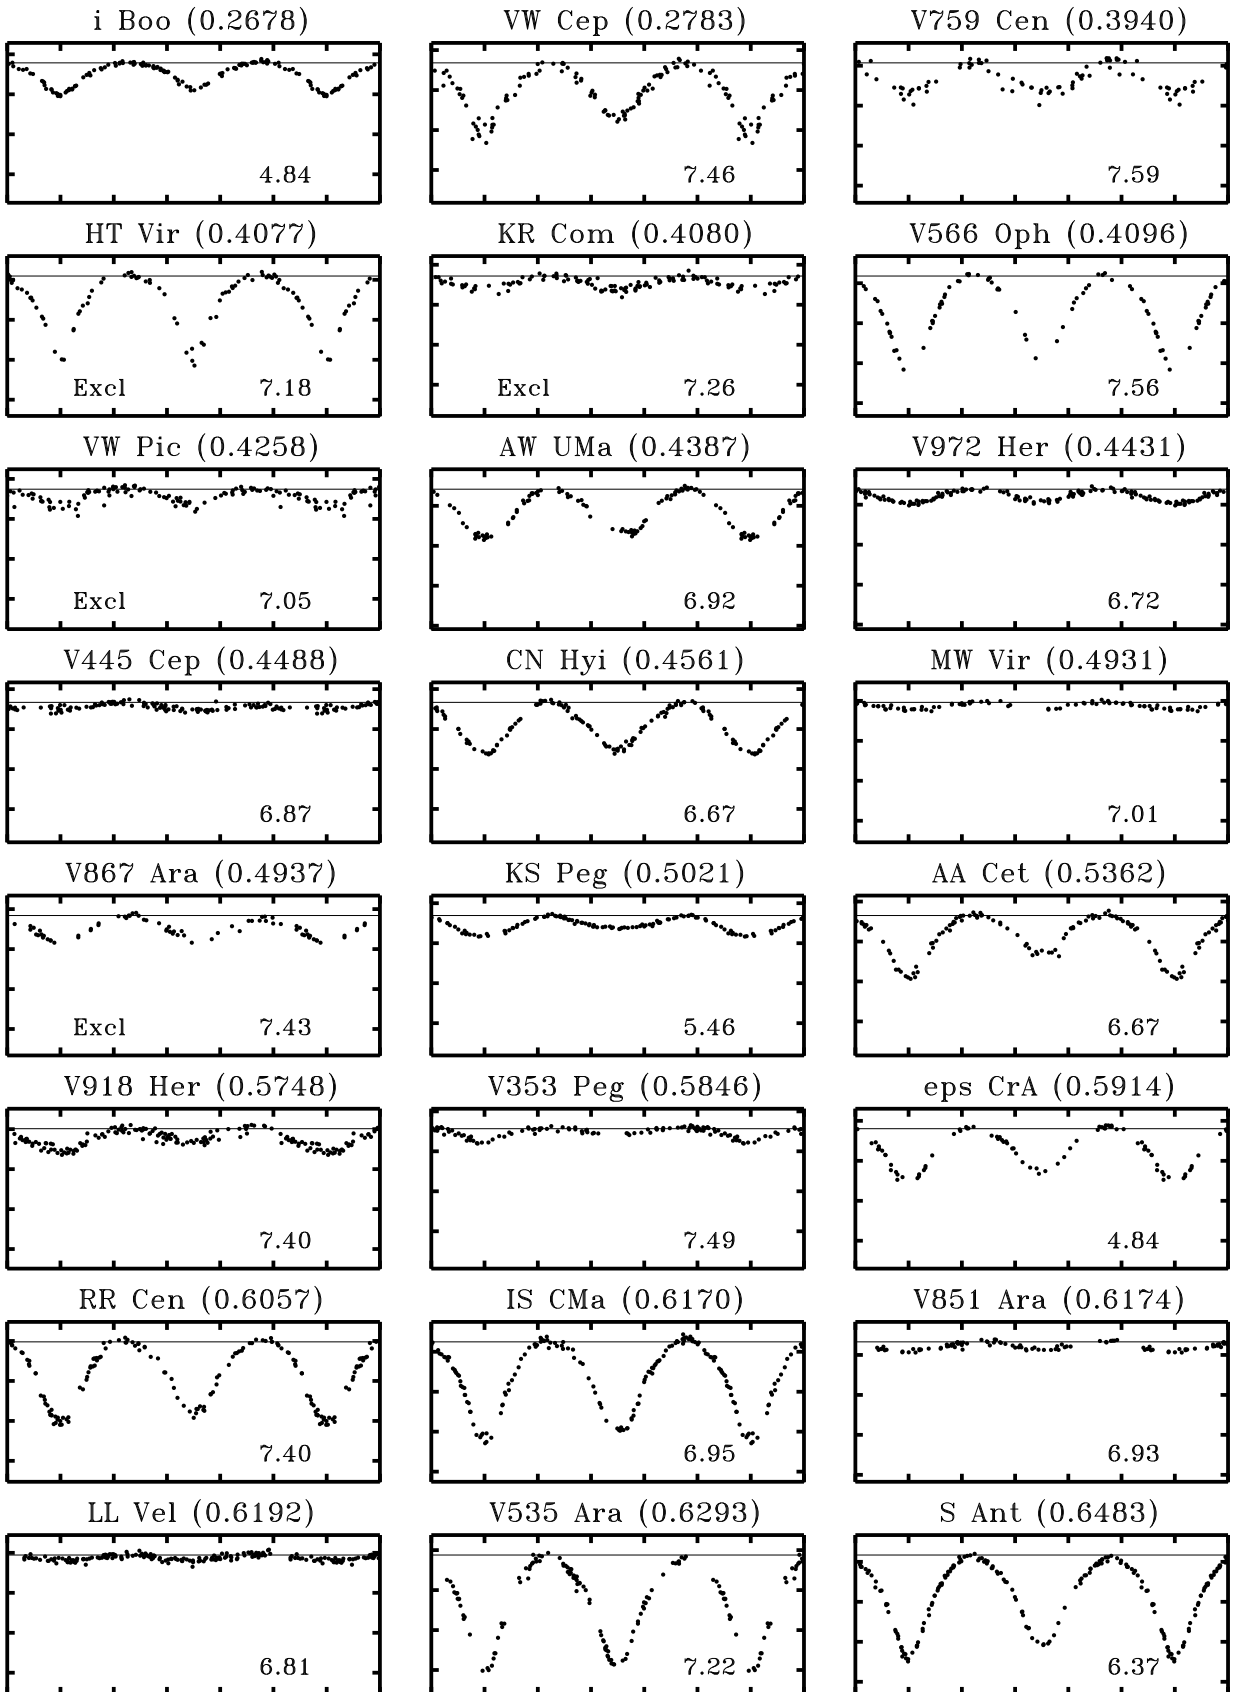 i Boo (0.2678)
VW Cep (0.2783)
V759 Cen (0.3940)
4.84
7.46
7.59
HT Vir (0.4077)
KR Com (0.4080)
V566 Oph (0.4096)
Excl 7.18
Excl 7.26
7.56
VW Pic (0.4258)
AW UMa (0.4387)
V972 Her (0.4431)
Excl 7.05
6.92
6.72
V445 Cep (0.4488)
CN Hyi (0.4561)
MW Vir (0.4931)
6.87
6.67
7.01
V867 Ara (0.4937)
KS Peg (0.5021)
AA Cet (0.5362)
Excl 7.43
5.46
6.67
V918 Her (0.5748)
V353 Peg (0.5846)
eps CrA (0.5914)
7.40
7.49
4.84
RR Cen (0.6057)
IS CMa (0.6170)
V851 Ara (0.6174)
7.40
6.95
6.93
LL Vel (0.6192)
V535 Ara (0.6293)
S Ant (0.6483)
6.81
7.22
6.37